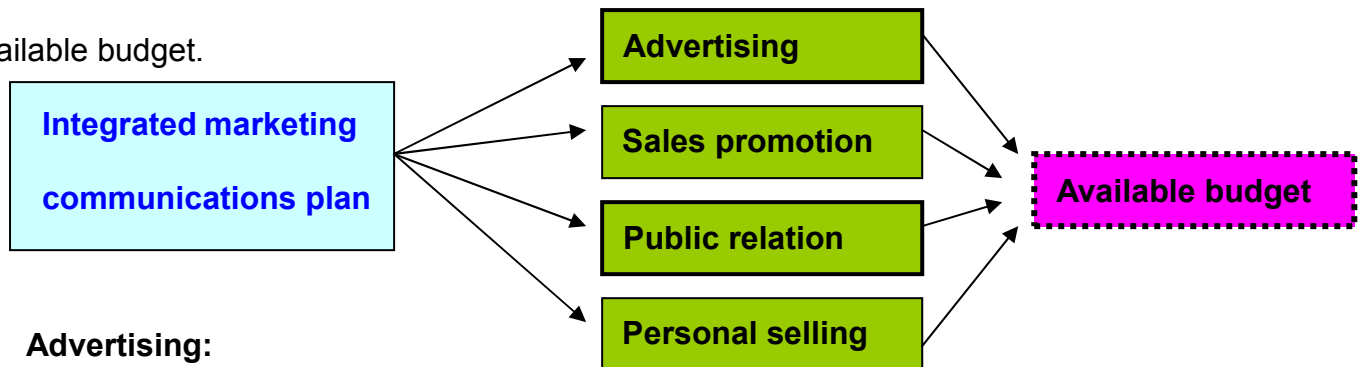 ailable budget.
Integrated marketing
communications plan
Advertising
Sales promotion
Public relation
Personal selling
Available budget
Advertising: